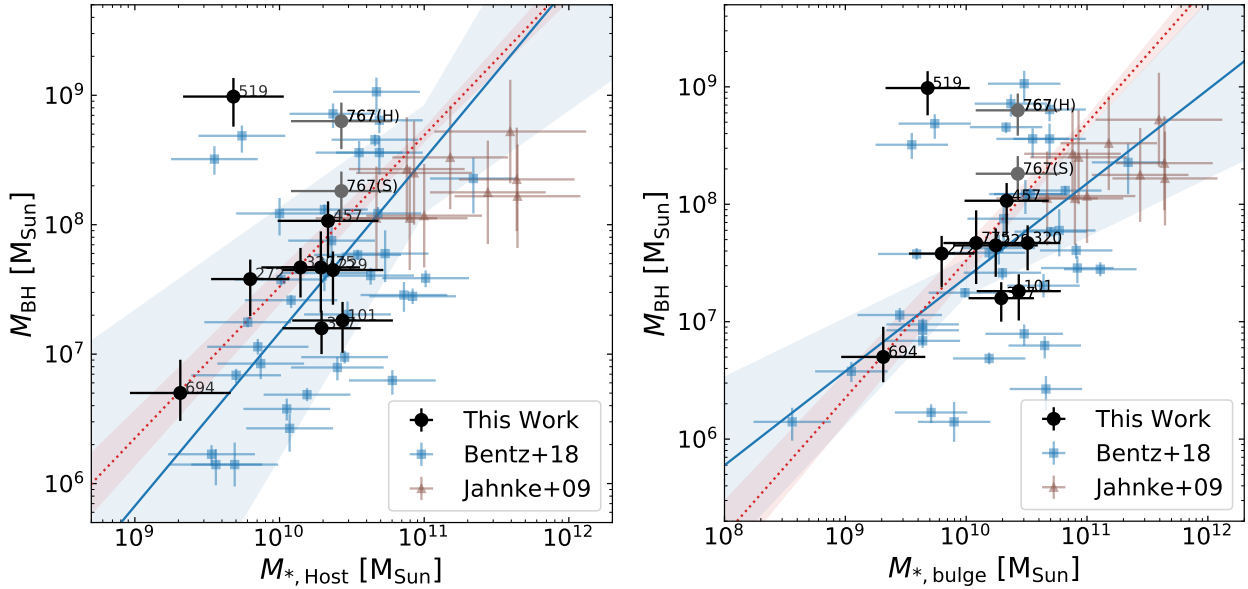 10⁹
10⁸
10⁷
10⁶
M_BH [M_Sun]
519
767(H)
767(S)
457
272
101
694
10⁹
10¹⁰
10¹¹
10¹²
M_*, Host [M_Sun]
This Work
Bentz+18
Jahnke+09
10⁹
10⁸
10⁷
10⁶
M_BH [M_Sun]
519
767(H)
767(S)
457
775
320
101
694
10⁸
10⁹
10¹⁰
10¹¹
10¹²
M_*, bulge [M_Sun]
This Work
Bentz+18
Jahnke+09